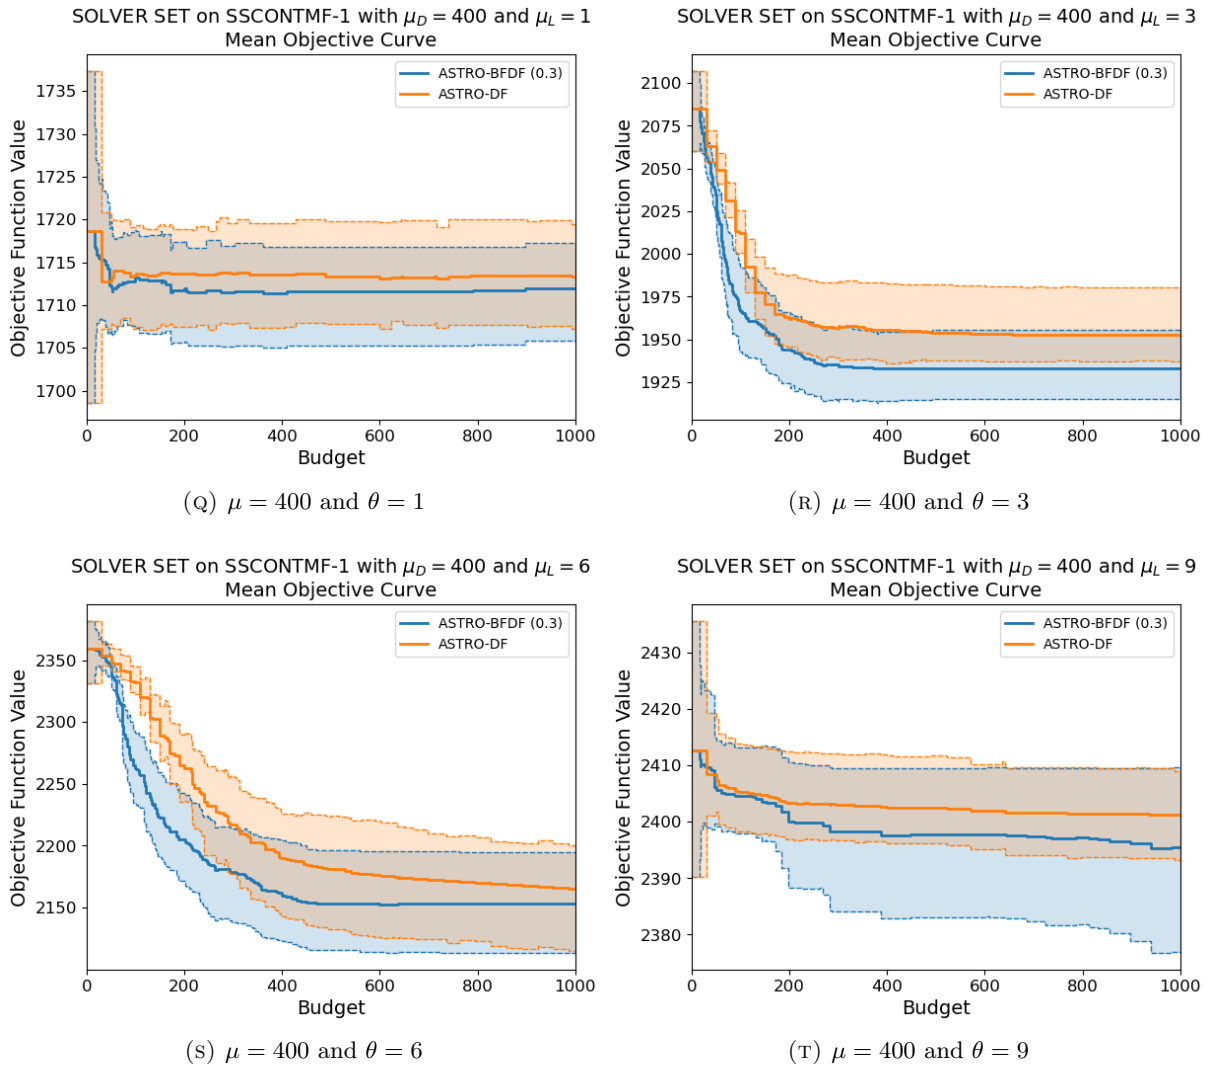 SOLVER SET on SSCONTMF-1 with μ_D = 400 and μ_L = 1
Mean Objective Curve
ASTRO-BFDF (0.3)
ASTRO-DF
Objective Function Value
1735
1730
1725
1720
1715
1710
1705
1700
0 200 400 600 800 1000
Budget
(Q) μ = 400 and θ = 1
SOLVER SET on SSCONTMF-1 with μ_D = 400 and μ_L = 3
Mean Objective Curve
ASTRO-BFDF (0.3)
ASTRO-DF
Objective Function Value
2100
2075
2050
2025
2000
1975
1950
1925
0 200 400 600 800 1000
Budget
(R) μ = 400 and θ = 3
SOLVER SET on SSCONTMF-1 with μ_D = 400 and μ_L = 6
Mean Objective Curve
ASTRO-BFDF (0.3)
ASTRO-DF
Objective Function Value
2350
2300
2250
2200
2150
0 200 400 600 800 1000
Budget
(S) μ = 400 and θ = 6
SOLVER SET on SSCONTMF-1 with μ_D = 400 and μ_L = 9
Mean Objective Curve
ASTRO-BFDF (0.3)
ASTRO-DF
Objective Function Value
2430
2420
2410
2400
2390
2380
0 200 400 600 800 1000
Budget
(T) μ = 400 and θ = 9